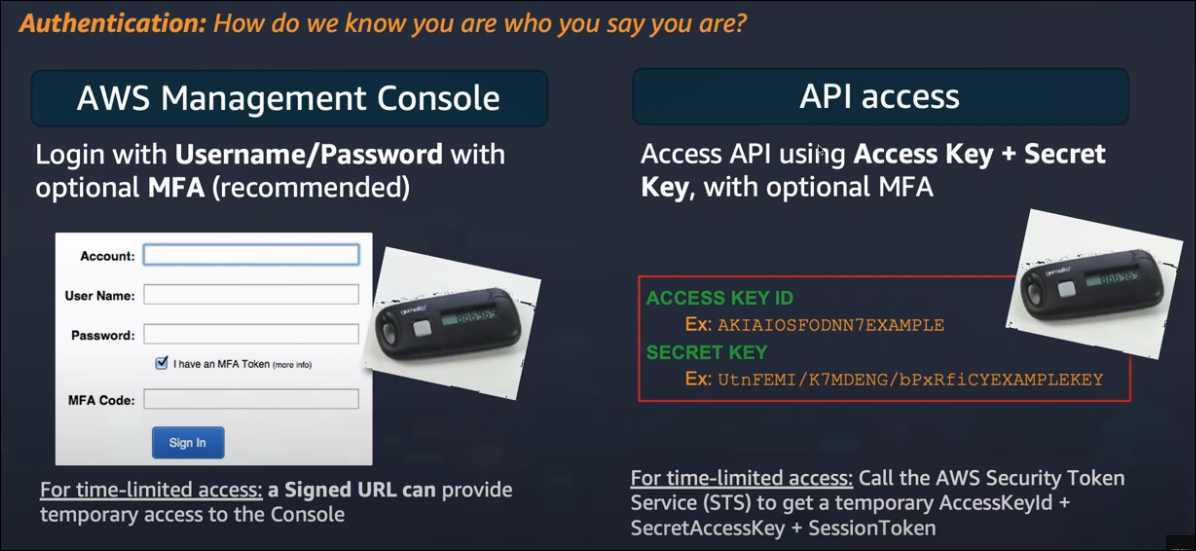 Authentication: How do we know you are who you say you are?
AWS Management Console
Login with Username/Password with
optional MFA (recommended)
Account:
User Name:
Password:
I have an MFA Token (more info)
MFA Code:
Sign In
gemalto
For time-limited access: a Signed URL can provide
temporary access to the Console
API access
Access API using Access Key + Secret
Key, with optional MFA
gemalto
ACCESS KEY ID
Ex: AKIAIOSFODNN7EXAMPLE
SECRET KEY
Ex: UtnFEMI/K7MDENG/bPxRfiCYEXAMPLEKEY
For time-limited access: Call the AWS Security Token
Service (STS) to get a temporary AccessKeyId +
SecretAccessKey + SessionToken